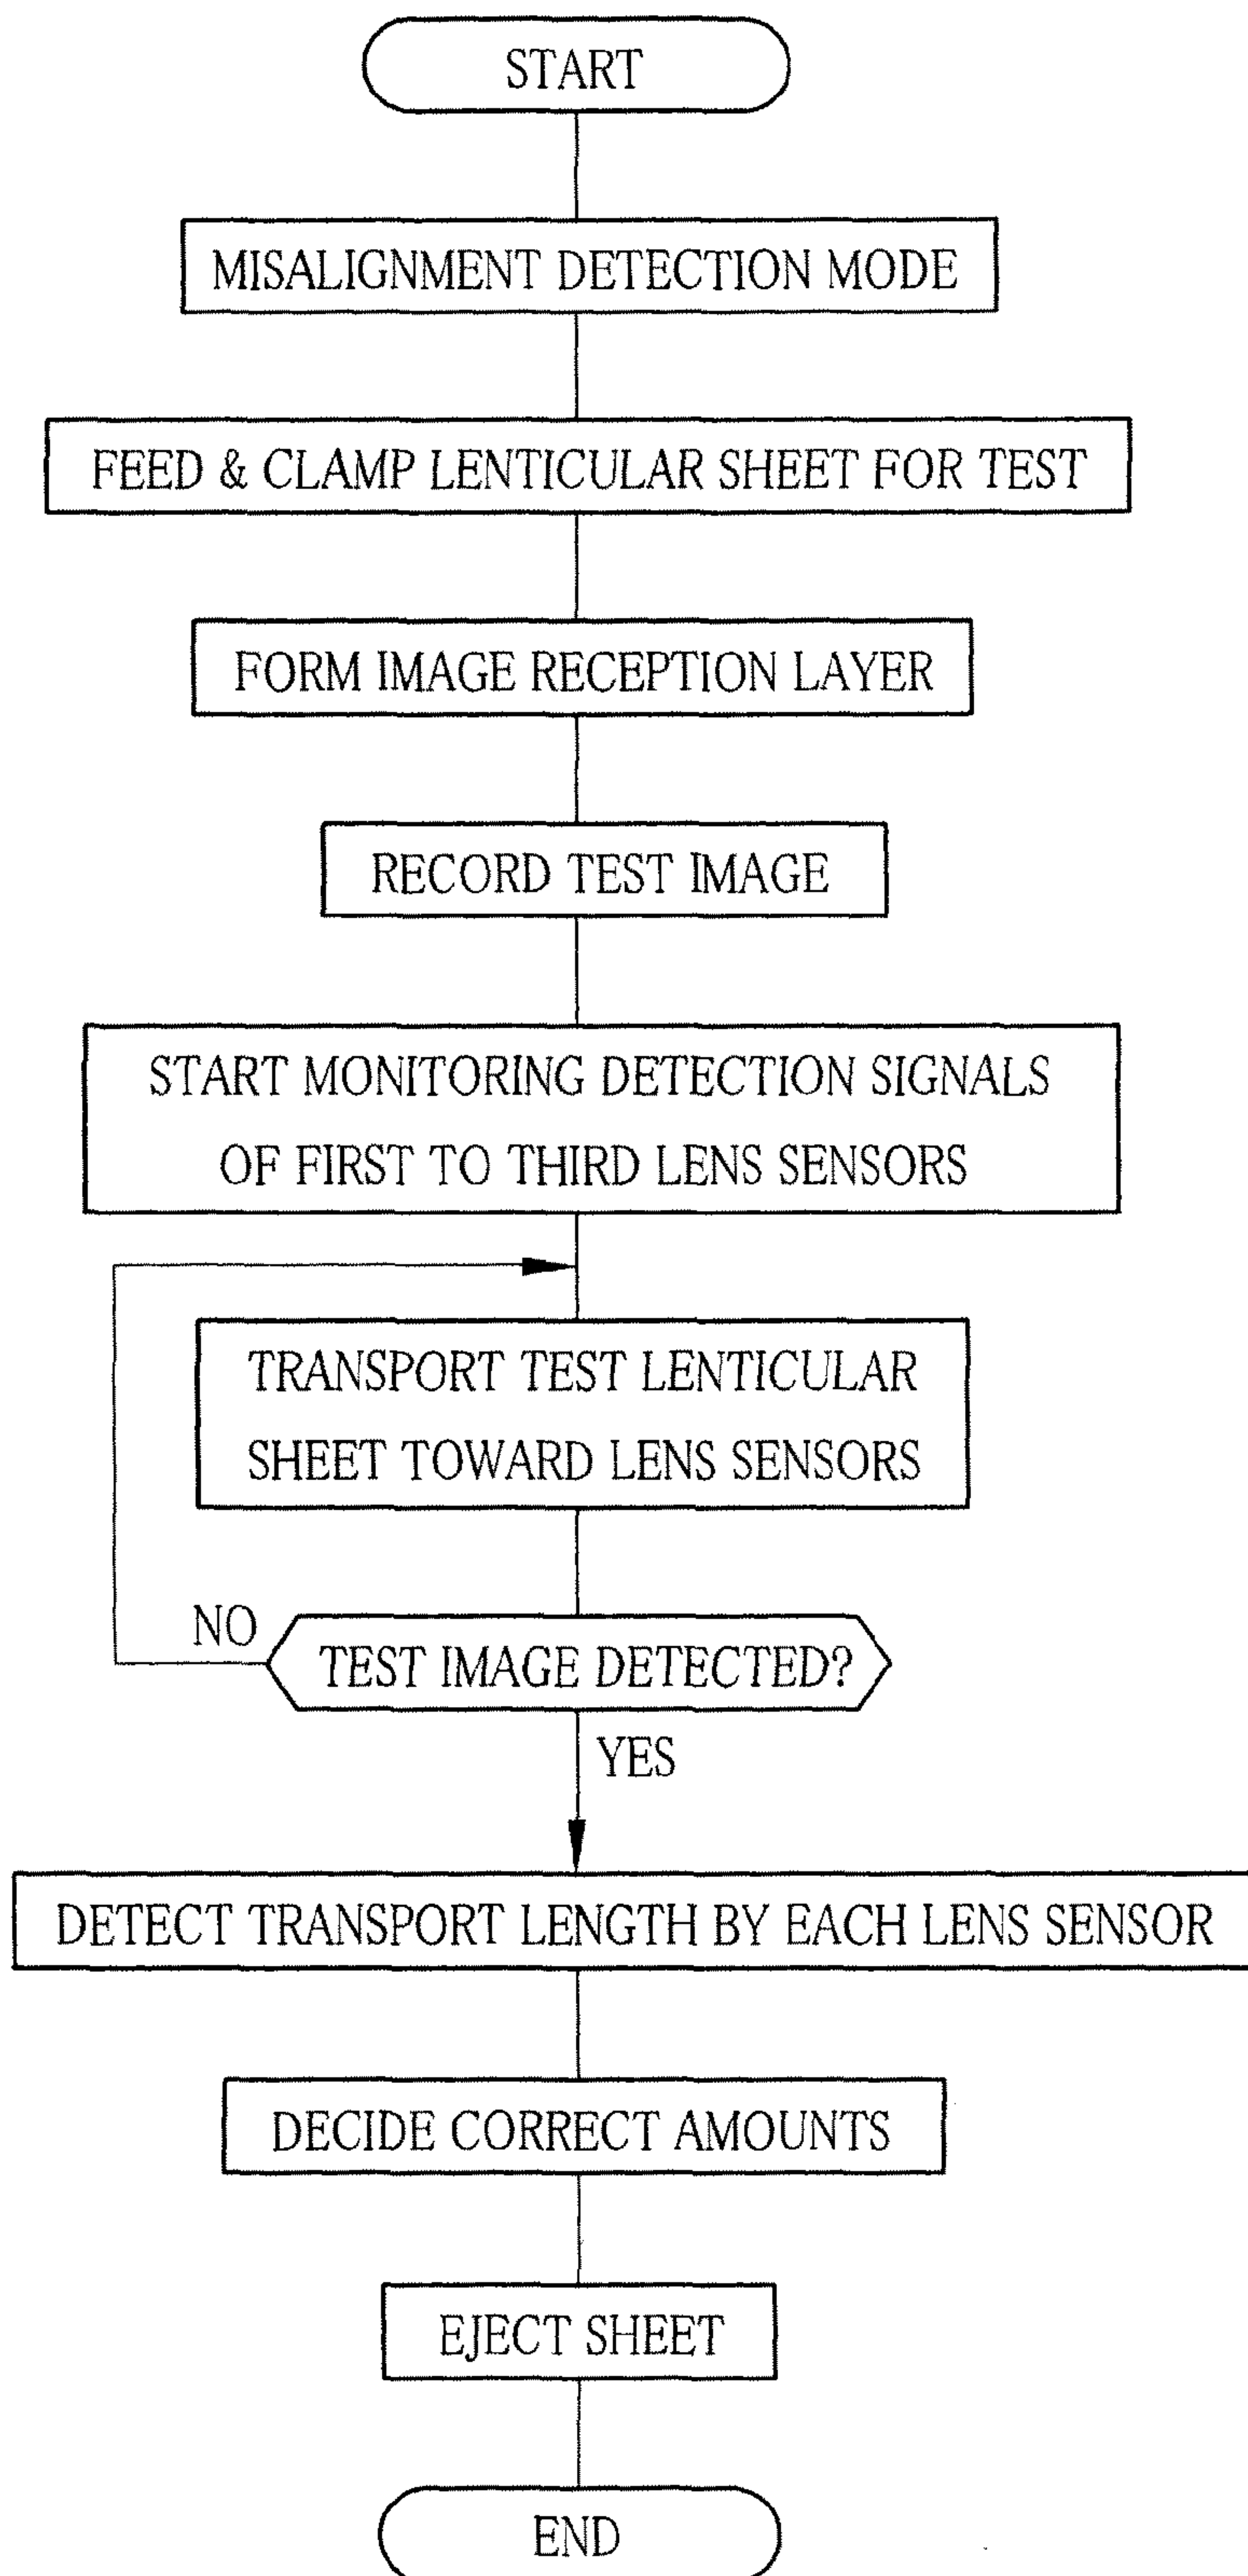 START
MISALIGNMENT DETECTION MODE
FEED & CLAMP LENTICULAR SHEET FOR TEST
FORM IMAGE RECEPTION LAYER
RECORD TEST IMAGE
START MONITORING DETECTION SIGNALS
OF FIRST TO THIRD LENS SENSORS
TRANSPORT TEST LENTICULAR
SHEET TOWARD LENS SENSORS
NO
TEST IMAGE DETECTED?
YES
DETECT TRANSPORT LENGTH BY EACH LENS SENSOR
DECIDE CORRECT AMOUNTS
EJECT SHEET
END